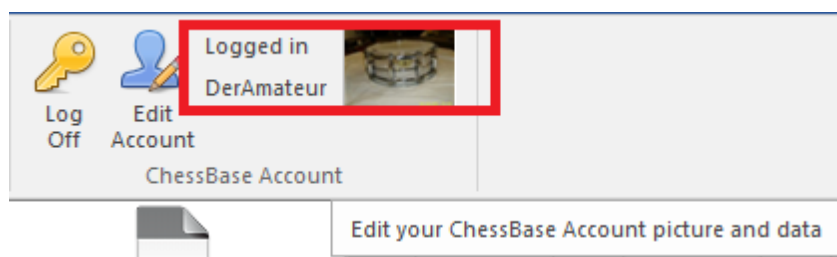 Logged in
DerAmateur
Log Off
Edit Account
ChessBase Account
Edit your ChessBase Account picture and data